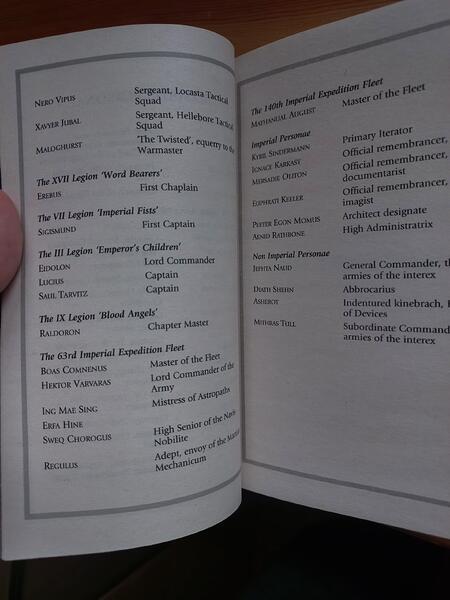 NERO VIPUS Sergeant, Locasta Tactical
Squad
XAVYER JUBAL Sergeant, Hellebore Tactical
Squad
MALOGHURST 'The Twisted', equerry to the
Warmaster
The XVII Legion 'Word Bearers'
EREBUS First Chaplain
The VII Legion 'Imperial Fists'
SIGISMUND First Captain
The III Legion 'Emperor's Children'
EIDOLON Lord Commander
LUCIUS Captain
SAUL TARVITZ Captain
The IX Legion 'Blood Angels'
RALDORON Chapter Master
The 63rd Imperial Expedition Fleet
BOAS COMNENUS Master of the Fleet
HEKTOR VARVARAS Lord Commander of the
Army
ING MAE SING Mistress of Astropaths
ERFA HINE
SWEQ CHOROGUS High Senior of the Navis
Nobilite
REGULUS Adept, envoy of the Martian
Mechanicum
The 140th Imperial Expedition Fleet
MATHANUAL AUGUST Master of the Fleet
Imperial Personae
KYRIL SINDERMANN Primary Iterator
IGNACE KARKASY Official remembrancer,
MERSADIE OLITON Official remembrancer,
documentarist
EUPHRATI KEELER Official remembrancer,
imagist
PEETER EGON MOMUS Architect designate
AENID RATHBONE High Administratrix
Non Imperial Personae
JEPHTA NAUD General Commander, the
armies of the interex
DIATH SHEHN Abbrocarius
ASHEROT Indentured kinebrach,
of Devices
MITHRAS TULL Subordinate Commander
armies of the interex